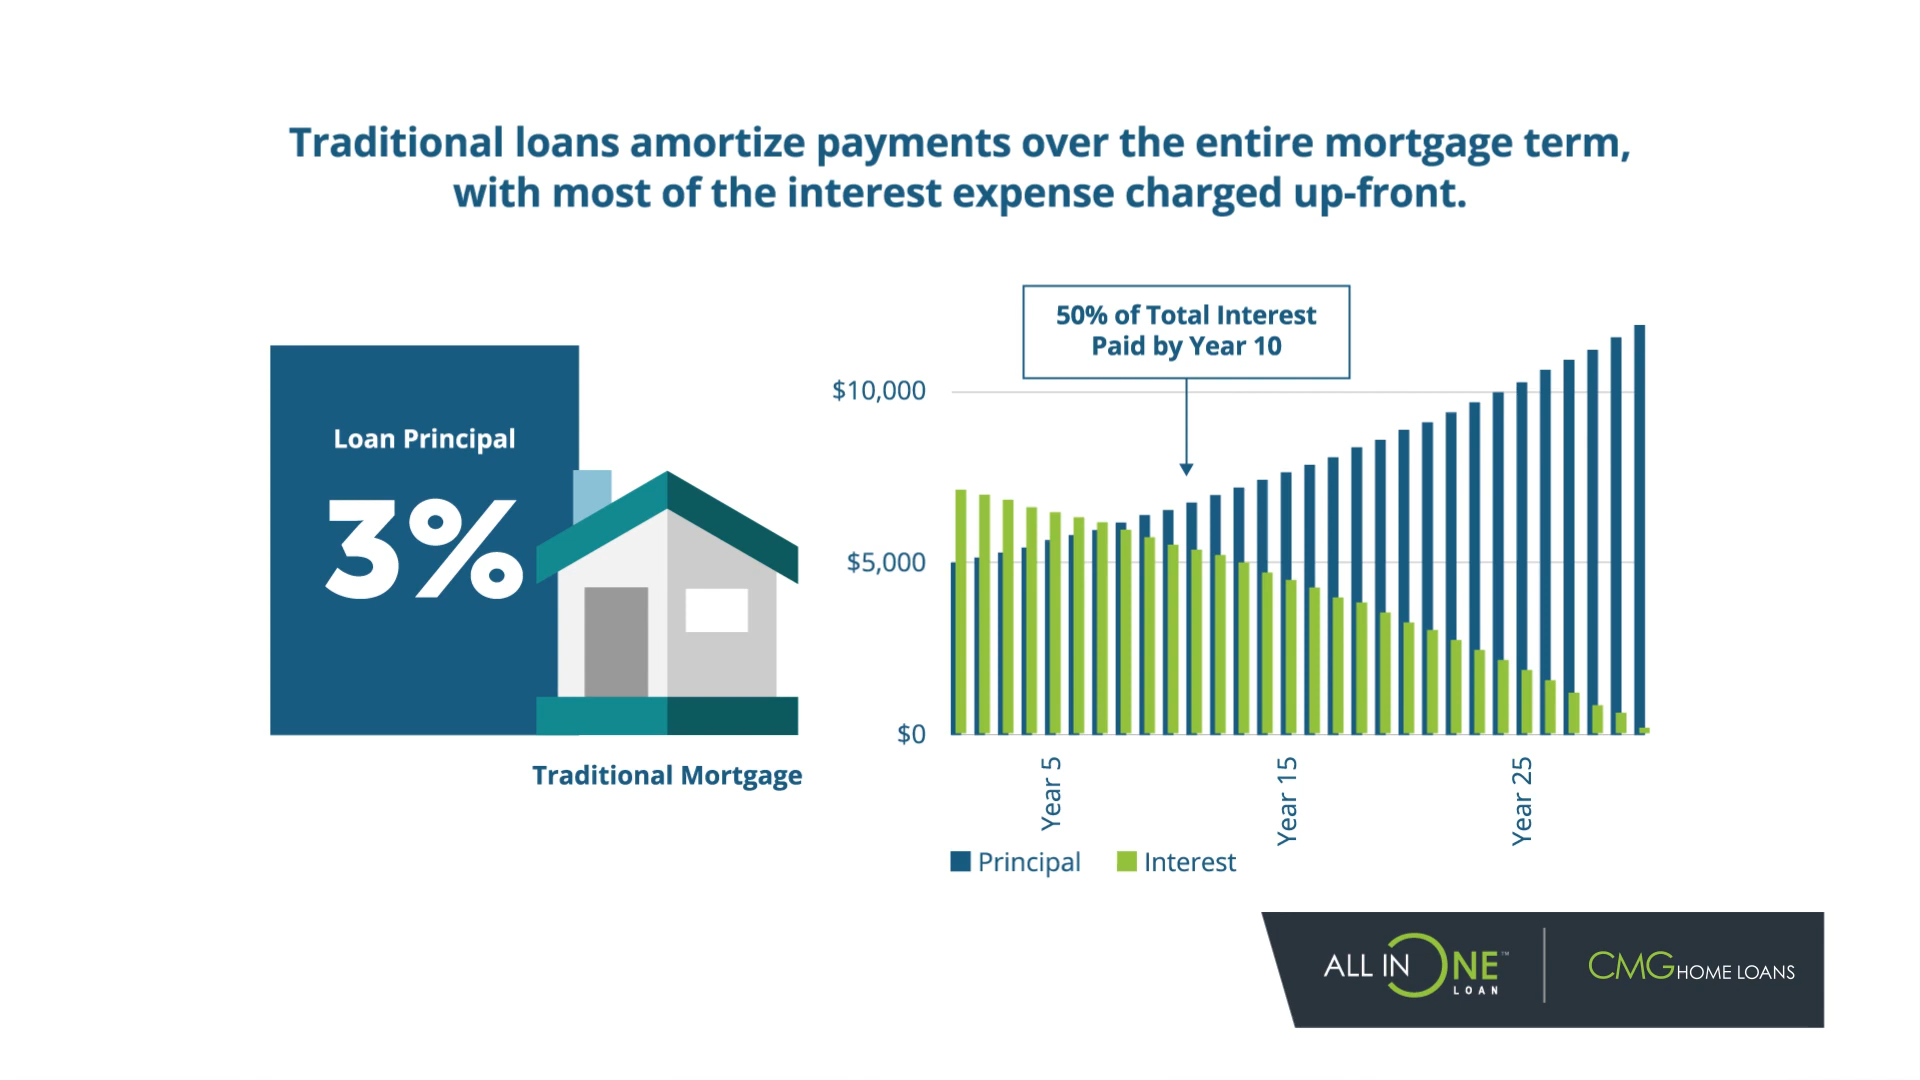 Traditional loans amortize payments over the entire mortgage term,
with most of the interest expense charged up-front.
Loan Principal
3%
Traditional Mortgage
50% of Total Interest
Paid by Year 10
$10,000
$5,000
$0
Year 5
Year 15
Year 25
Principal
Interest
ALL IN ONE™
LOAN
CMG HOME LOANS